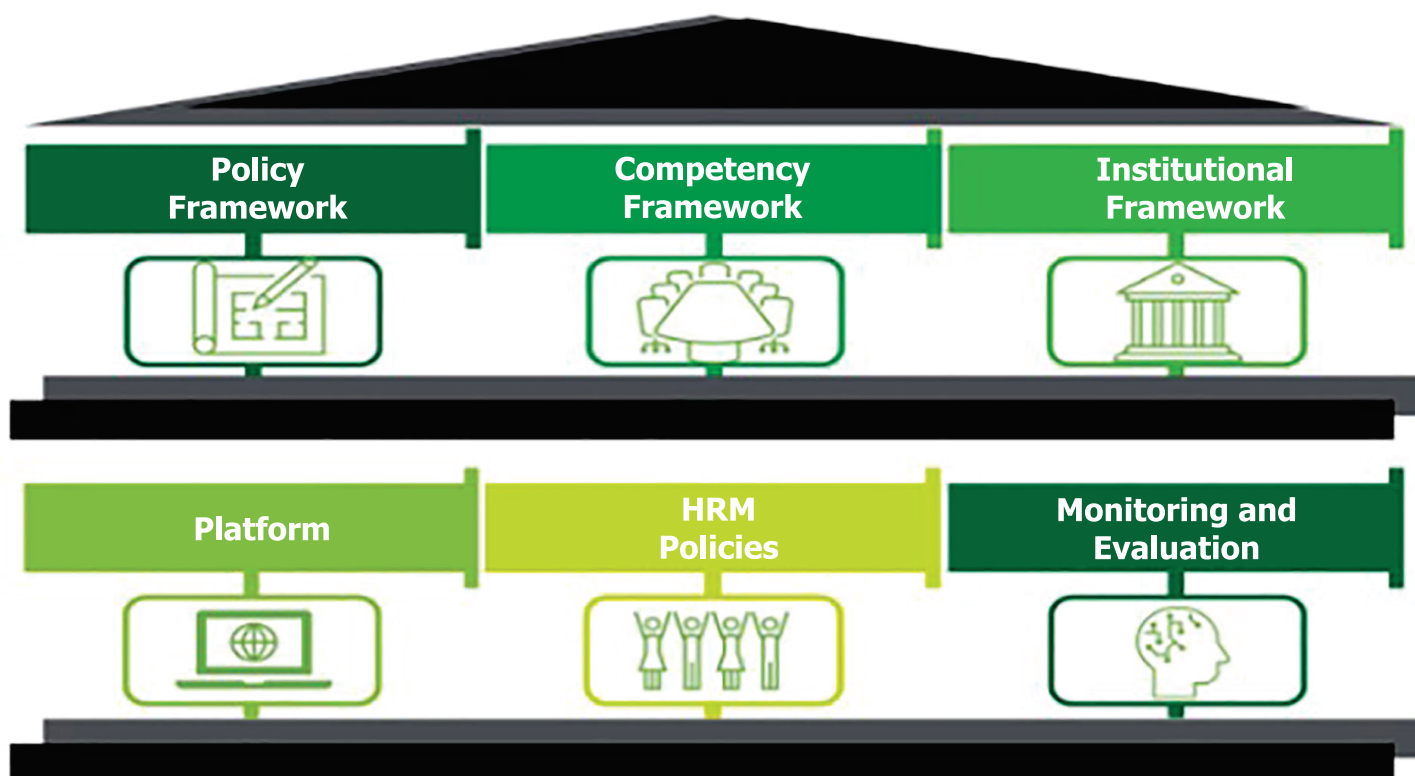 Policy
Framework
Competency
Framework
Institutional
Framework
Platform
HRM
Policies
Monitoring and
Evaluation